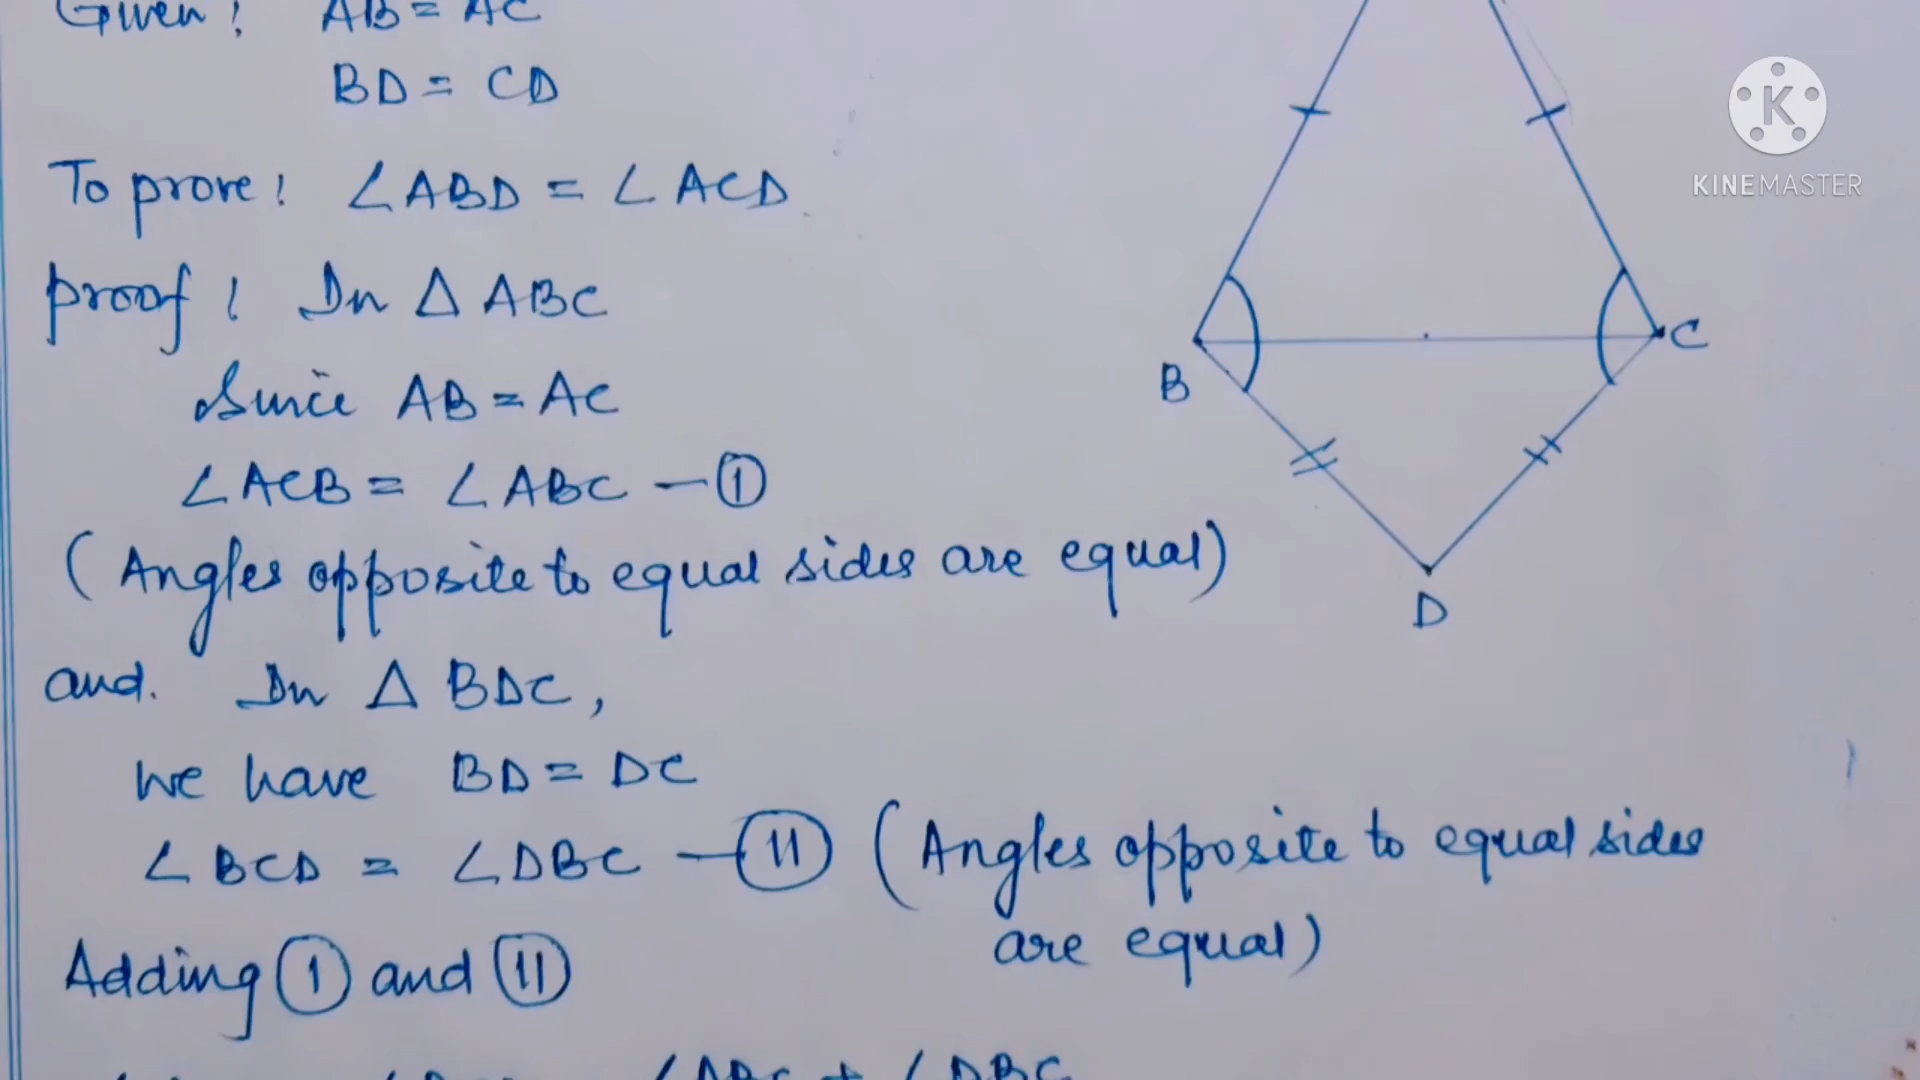 Given: AB = AC
BD = CD
To prove: ∠ABD = ∠ACD
proof: In △ ABC
Since AB = AC
∠ACB = ∠ABC — ①
(Angles opposite to equal sides are equal)
and. In △ BDC,
we have BD = DC
∠BCD = ∠DBC — ⑪ (Angles opposite to equal sides
are equal)
Adding ① and ⑪
∠ABC + ∠DBC
B
C
D
K
KINEMASTER